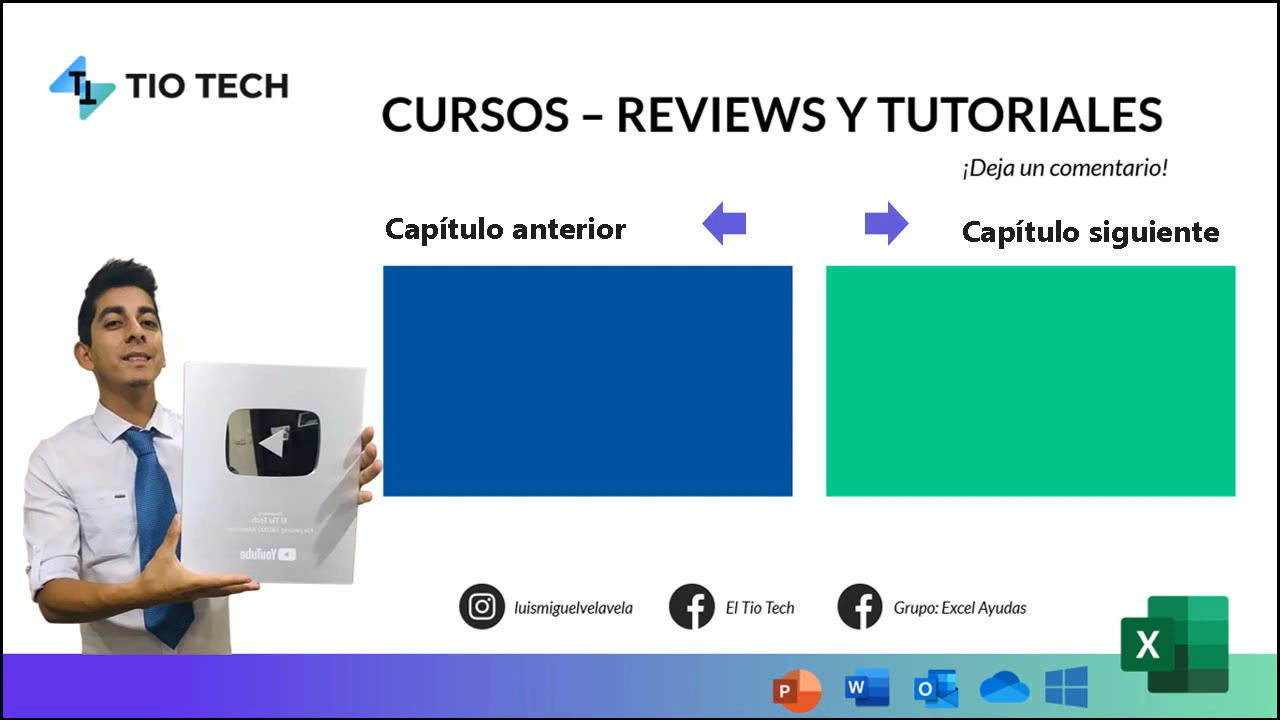 TIO TECH
CURSOS – REVIEWS Y TUTORIALES
¡Deja un comentario!
Capítulo anterior
Capítulo siguiente
El Tio Tech
YouTube
luismiguelvelavela
El Tio Tech
Grupo: Excel Ayudas
P
W
O
X